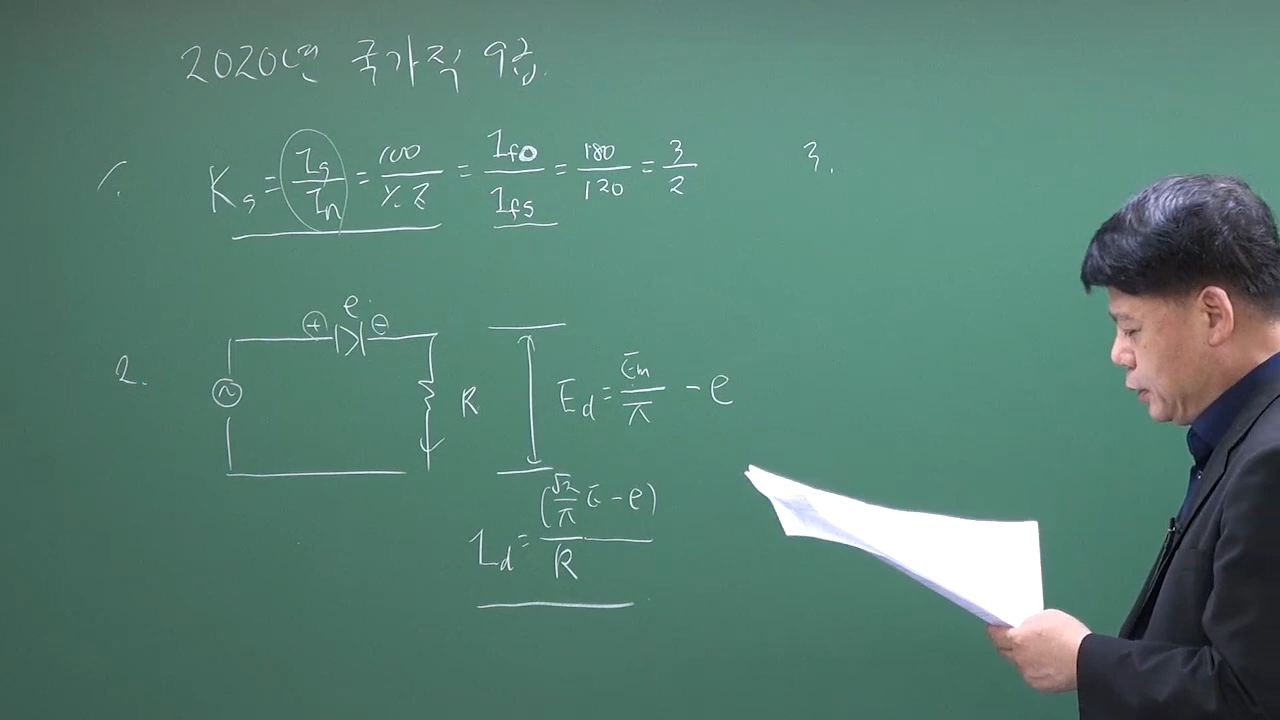 2020년 국가직 9급.
1. Ks = Is/In = 100/%Z = If0/Ifs = 180/120 = 3/2
2. e + − ~ R Ed = Em/π − e
Id = (√2/π E − e)/R
3.